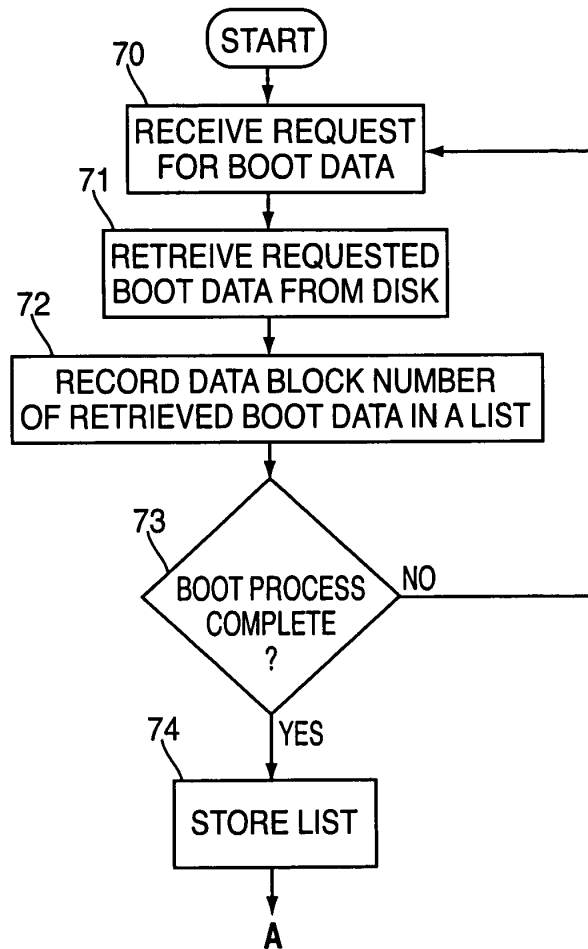 START
70
RECEIVE REQUEST
FOR BOOT DATA
71
RETREIVE REQUESTED
BOOT DATA FROM DISK
72
RECORD DATA BLOCK NUMBER
OF RETRIEVED BOOT DATA IN A LIST
73
BOOT PROCESS
COMPLETE
?
NO
YES
74
STORE LIST
A